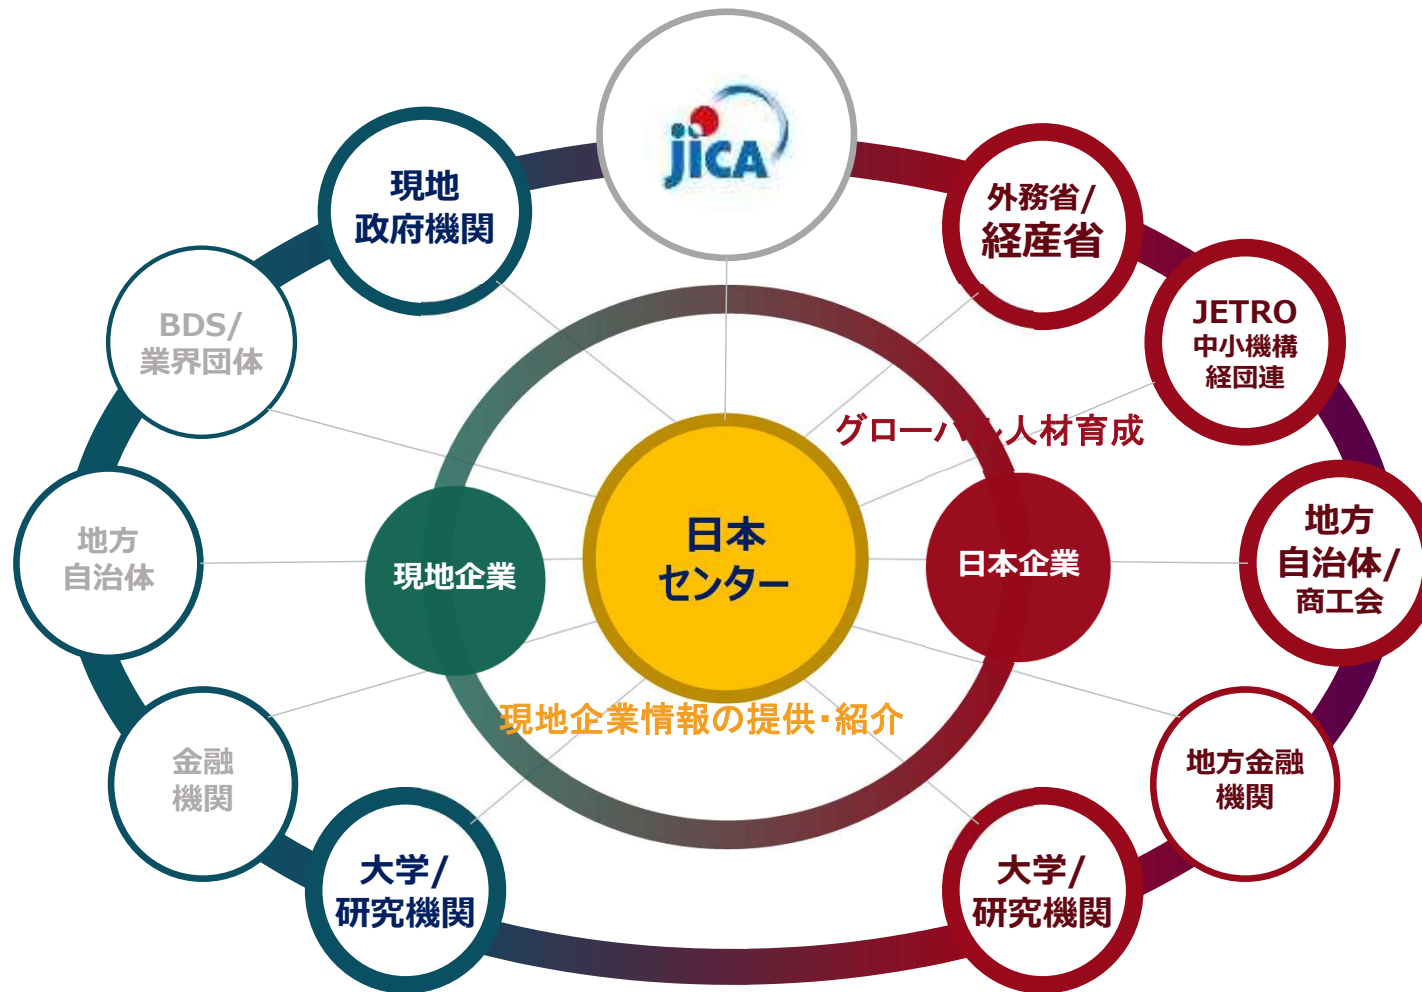 jica
現地
政府機関
外務省/
経産省
BDS/
業界団体
JETRO
中小機構
経団連
グローバル人材育成
地方
自治体
現地企業
日本
センター
日本企業
地方
自治体/
商工会
現地企業情報の提供・紹介
金融
機関
地方金融
機関
大学/
研究機関
大学/
研究機関